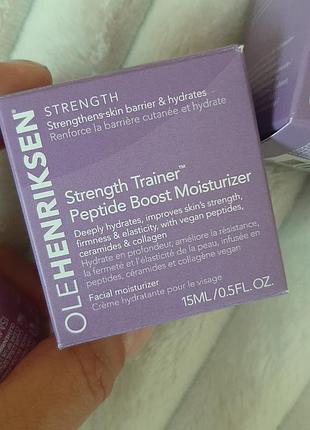 OLEHENRIKSEN®
STRENGTH
Strengthens skin barrier & hydrates
Renforce la barrière cutanée et hydrate
Strength Trainer™
Peptide Boost Moisturizer
Deeply hydrates, improves skin's strength,
firmness & elasticity, with vegan peptides,
ceramides & collagen
Hydrate en profondeur, améliore la résistance,
la fermeté et l'élasticité de la peau, infusée en
peptides, céramides et collagène vegan
Facial moisturizer
Crème hydratante pour le visage
15ML/0.5FL.OZ.